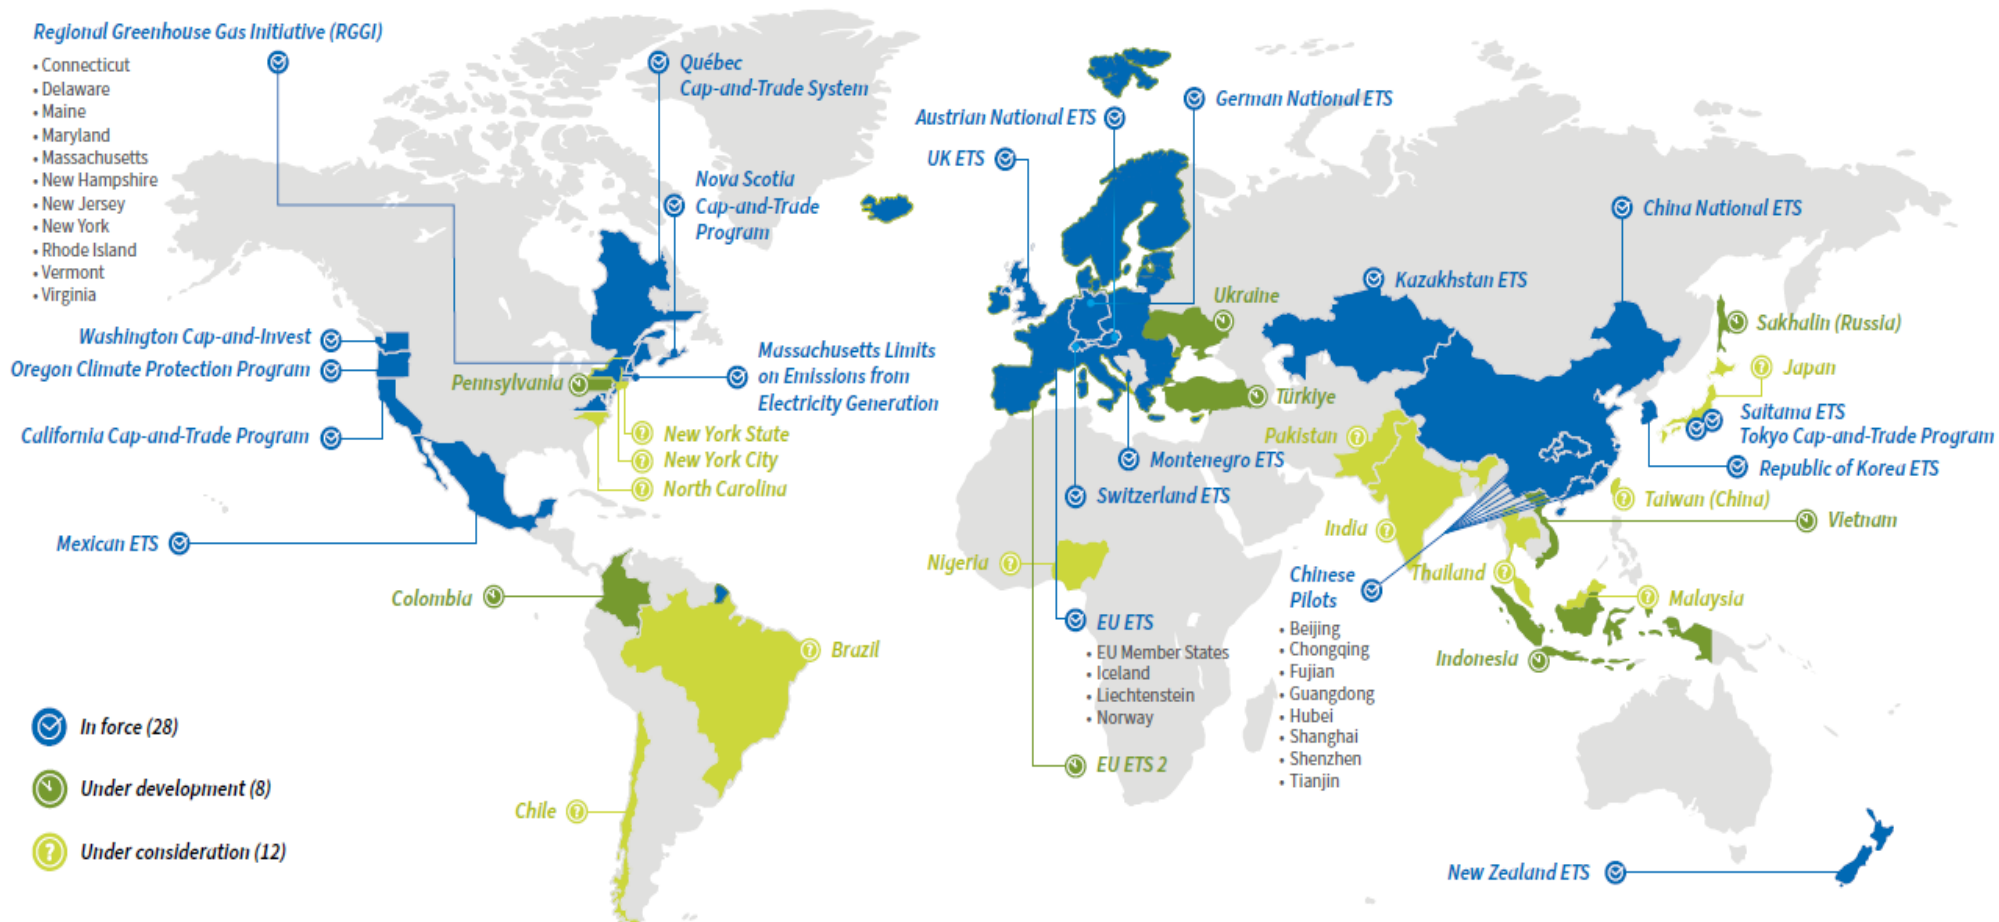 Regional Greenhouse Gas Initiative (RGGI)
• Connecticut
• Delaware
• Maine
• Maryland
• Massachusetts
• New Hampshire
• New Jersey
• New York
• Rhode Island
• Vermont
• Virginia
Washington Cap-and-Invest
Oregon Climate Protection Program
California Cap-and-Trade Program
Mexican ETS
Québec
Cap-and-Trade System
Nova Scotia
Cap-and-Trade
Program
Massachusetts Limits
on Emissions from
Electricity Generation
Pennsylvania
New York State
New York City
North Carolina
Colombia
Brazil
Chile
Austrian National ETS
German National ETS
UK ETS
Ukraine
Türkiye
Montenegro ETS
Switzerland ETS
Nigeria
EU ETS
• EU Member States
• Iceland
• Liechtenstein
• Norway
EU ETS 2
China National ETS
Kazakhstan ETS
Sakhalin (Russia)
Japan
Saitama ETS
Tokyo Cap-and-Trade Program
Republic of Korea ETS
Pakistan
India
Taiwan (China)
Vietnam
Thailand
Malaysia
Indonesia
Chinese
Pilots
• Beijing
• Chongqing
• Fujian
• Guangdong
• Hubei
• Shanghai
• Shenzhen
• Tianjin
New Zealand ETS
In force (28)
Under development (8)
? Under consideration (12)